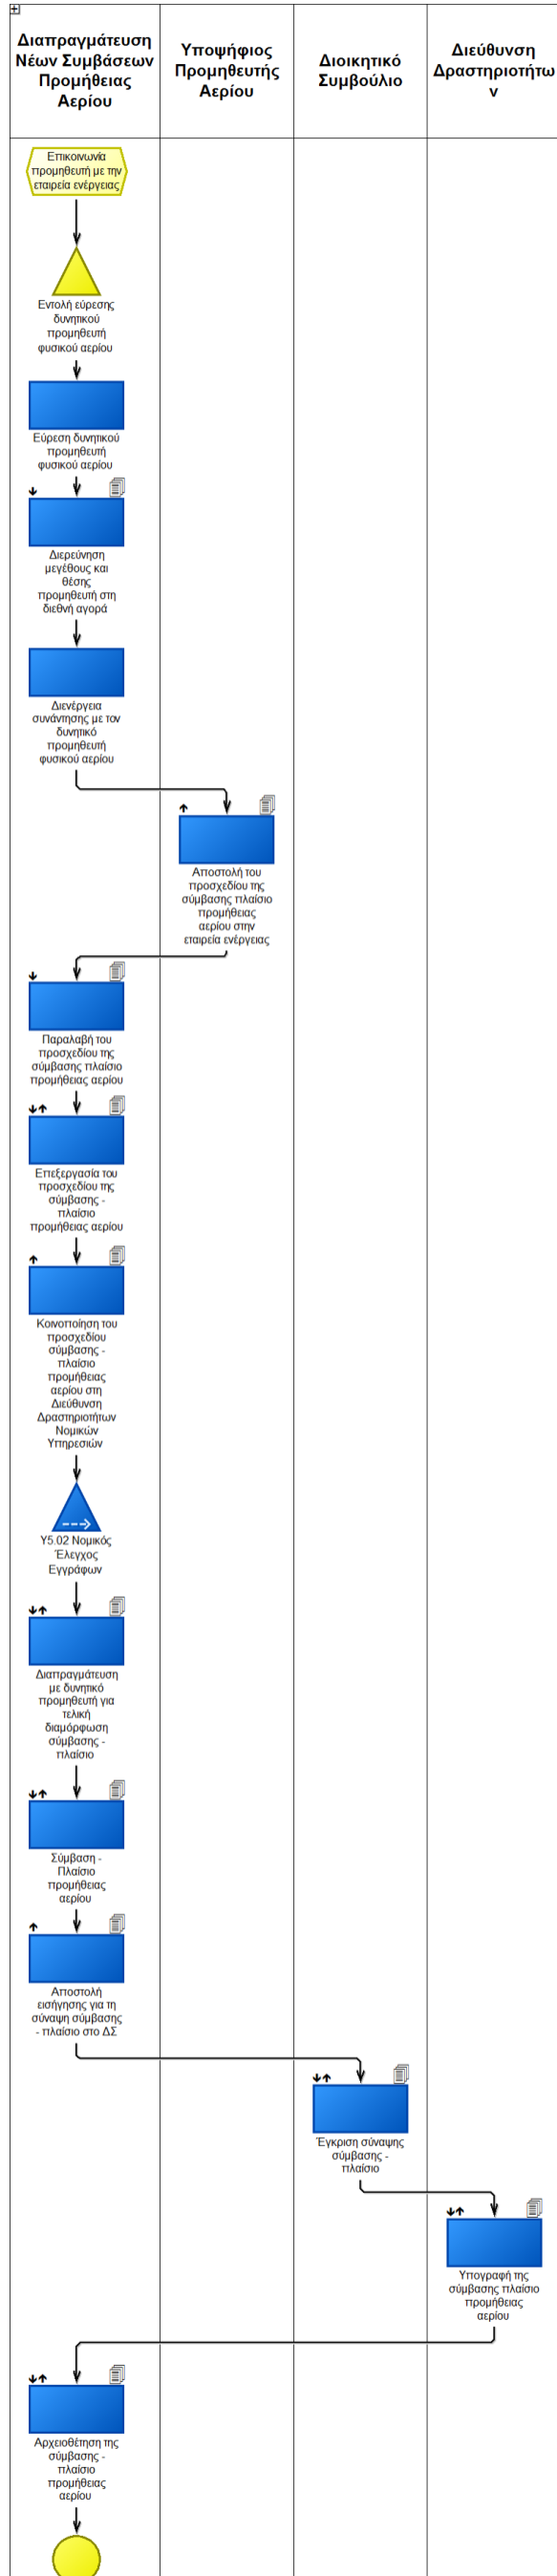 Διαπραγμάτευση
Νέων Συμβάσεων
Προμήθειας
Αερίου
Υποψήφιος
Προμηθευτής
Αερίου
Διοικητικό
Συμβούλιο
Διεύθυνση
Δραστηριοτήτω
ν
Επικοινωνία
προμηθευτή με την
εταιρεία ενέργειας
Εντολή εύρεσης
δυνητικού
προμηθευτή
φυσικού αερίου
Εύρεση δυνητικού
προμηθευτή
φυσικού αερίου
Διερεύνηση
μεγέθους και
θέσης
προμηθευτή στη
διεθνή αγορά
Διενέργεια
συνάντησης με τον
δυνητικό
προμηθευτή
φυσικού αερίου
Αποστολή του
προσχεδίου της
σύμβασης πλαίσιο
προμήθειας
αερίου στην
εταιρεία ενέργειας
Παραλαβή του
προσχεδίου της
σύμβασης πλαίσιο
προμήθειας αερίου
Επεξεργασία του
προσχεδίου της
σύμβασης -
πλαίσιο
προμήθειας αερίου
Κοινοποίηση του
προσχεδίου
σύμβασης -
πλαίσιο
προμήθειας
αερίου στη
Διεύθυνση
Δραστηριοτήτων
Νομικών
Υπηρεσιών
Υ5.02 Νομικός
Έλεγχος
Εγγράφων
Διαπραγμάτευση
με δυνητικό
προμηθευτή για
τελική
διαμόρφωση
σύμβασης -
πλαίσιο
Σύμβαση -
Πλαίσιο
προμήθειας
αερίου
Αποστολή
εισήγησης για τη
σύναψη σύμβασης
- πλαίσιο στο ΔΣ
Έγκριση σύναψης
σύμβασης -
πλαίσιο
Υπογραφή της
σύμβασης πλαίσιο
προμήθειας
αερίου
Αρχειοθέτηση της
σύμβασης -
πλαίσιο
προμήθειας
αερίου